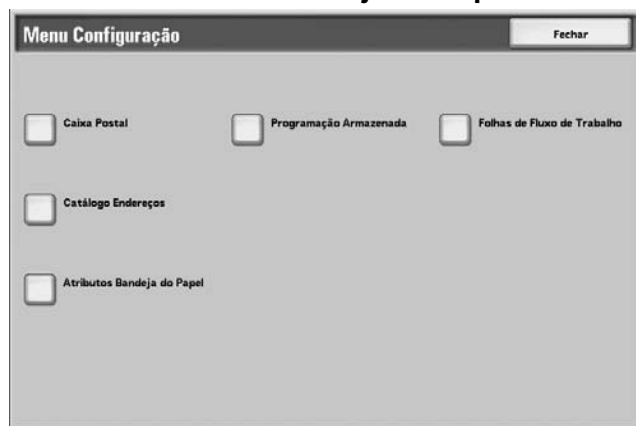 Menu Configuração
Fechar
Caixa Postal
Programação Armazenada
Folhas de Fluxo de Trabalho
Catálogo Endereços
Atributos Bandeja do Papel